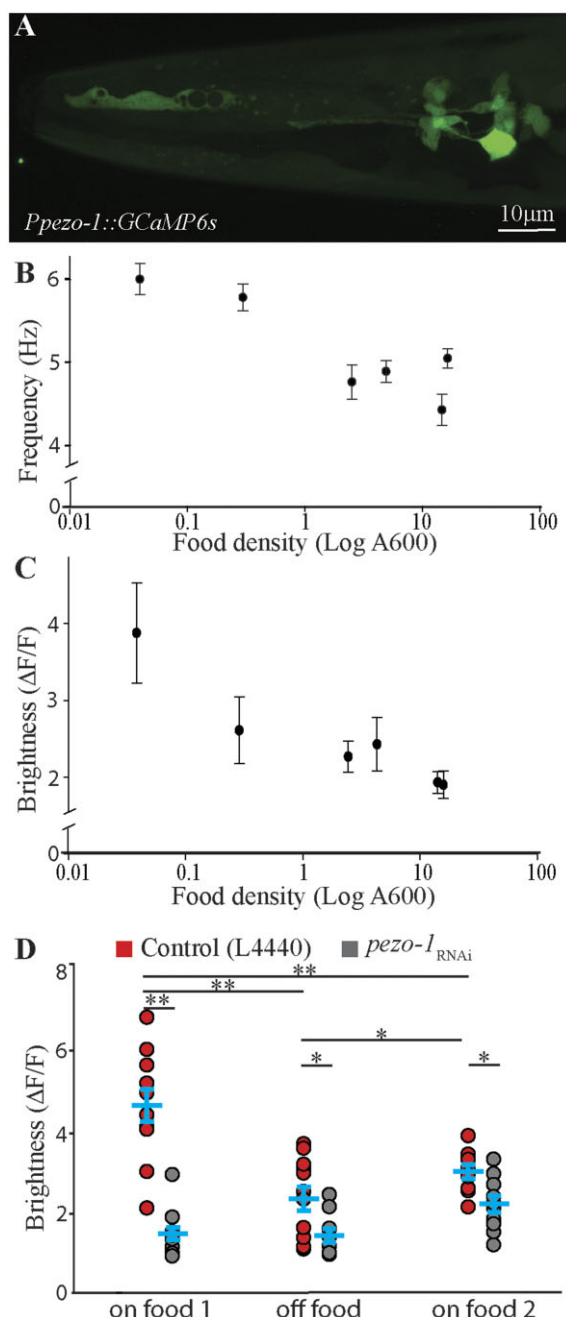 A
Ppezo-1::GCaMP6s
10µm
B
6
5
4
0
Frequency (Hz)
0.01 0.1 1 10 100
Food density (Log A600)
C
4
3
2
0
Brightness (ΔF/F)
0.01 0.1 1 10 100
Food density (Log A600)
D
Control (L4440) pezo-1RNAi
8
6
4
2
0
Brightness (ΔF/F)
**
**
**
*
*
*
on food 1 off food on food 2